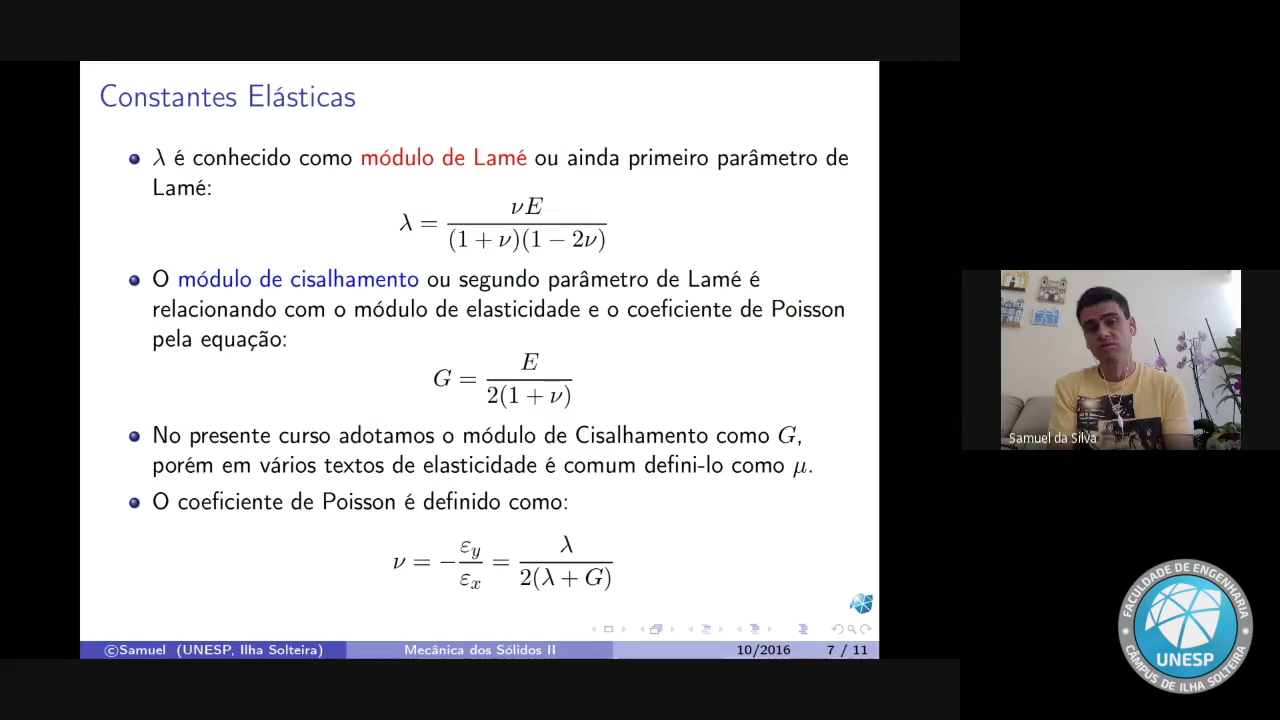 Constantes Elásticas
λ é conhecido como módulo de Lamé ou ainda primeiro parâmetro de
Lamé:
λ = νE / (1 + ν)(1 − 2ν)
O módulo de cisalhamento ou segundo parâmetro de Lamé é
relacionando com o módulo de elasticidade e o coeficiente de Poisson
pela equação:
G = E / 2(1 + ν)
No presente curso adotamos o módulo de Cisalhamento como G,
porém em vários textos de elasticidade é comum defini-lo como μ.
O coeficiente de Poisson é definido como:
ν = − εy / εx = λ / 2(λ + G)
©Samuel (UNESP, Ilha Solteira) Mecânica dos Sólidos II 10/2016 7 / 11
Samuel da Silva
FACULDADE DE ENGENHARIA
UNESP
CÂMPUS DE ILHA SOLTEIRA